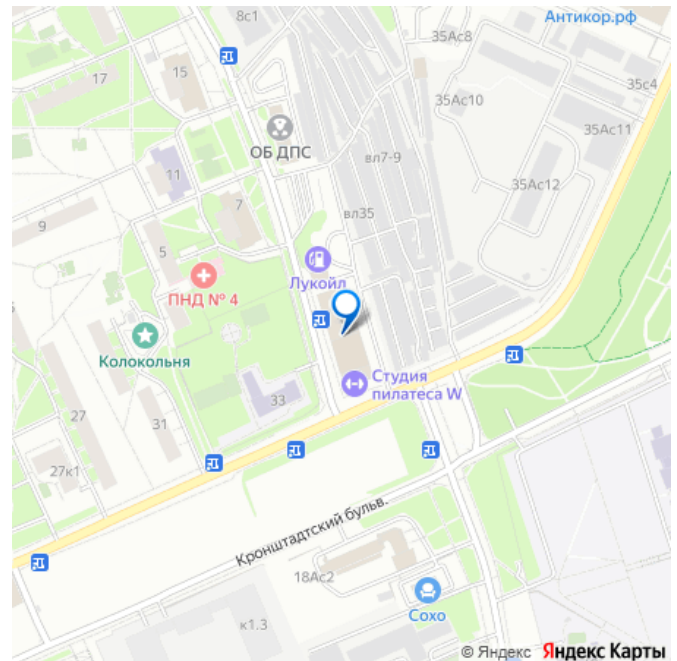 8с1
Антикор.рф
35Ас8
17
15
35с4
35Ас10
ОБ ДПС
35Ас11
вл7-9
11
35Ас12
7
вл35
9
5
Лукойл
ПНД № 4
Колокольня
Студия
пилатеса W
33
27
31
27к1
Кронштадтский бульв.
18Ас2
Сохо
к1.3
© Яндекс Яндекс Карты